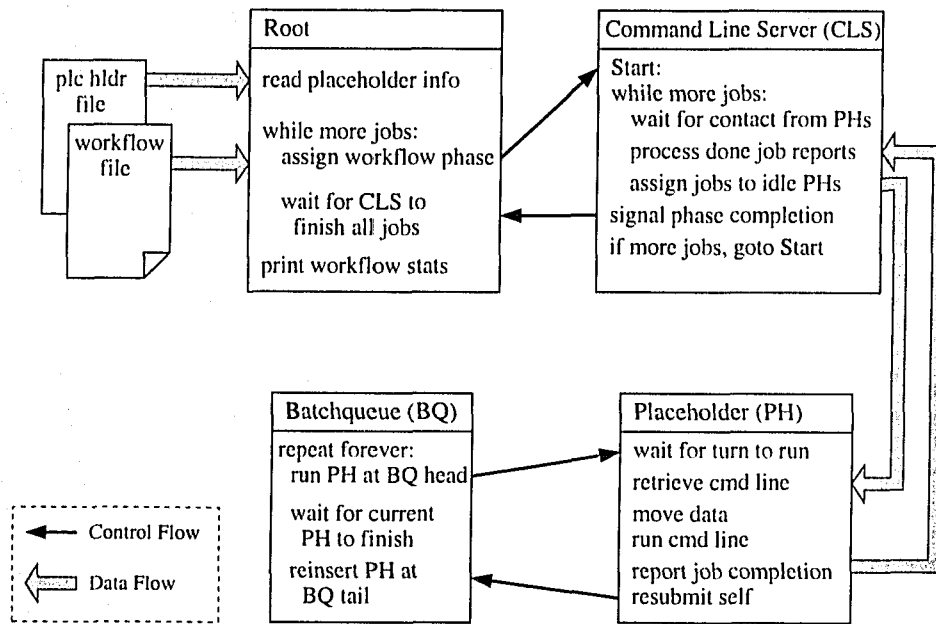 plc hldr
file
workflow
file
Root
read placeholder info
while more jobs:
assign workflow phase
wait for CLS to
finish all jobs
print workflow stats
Command Line Server (CLS)
Start:
while more jobs:
wait for contact from PHs
process done job reports
assign jobs to idle PHs
signal phase completion
if more jobs, goto Start
Batchqueue (BQ)
repeat forever:
run PH at BQ head
wait for current
PH to finish
reinsert PH at
BQ tail
Placeholder (PH)
wait for turn to run
retrieve cmd line
move data
run cmd line
report job completion
resubmit self
Control Flow
Data Flow